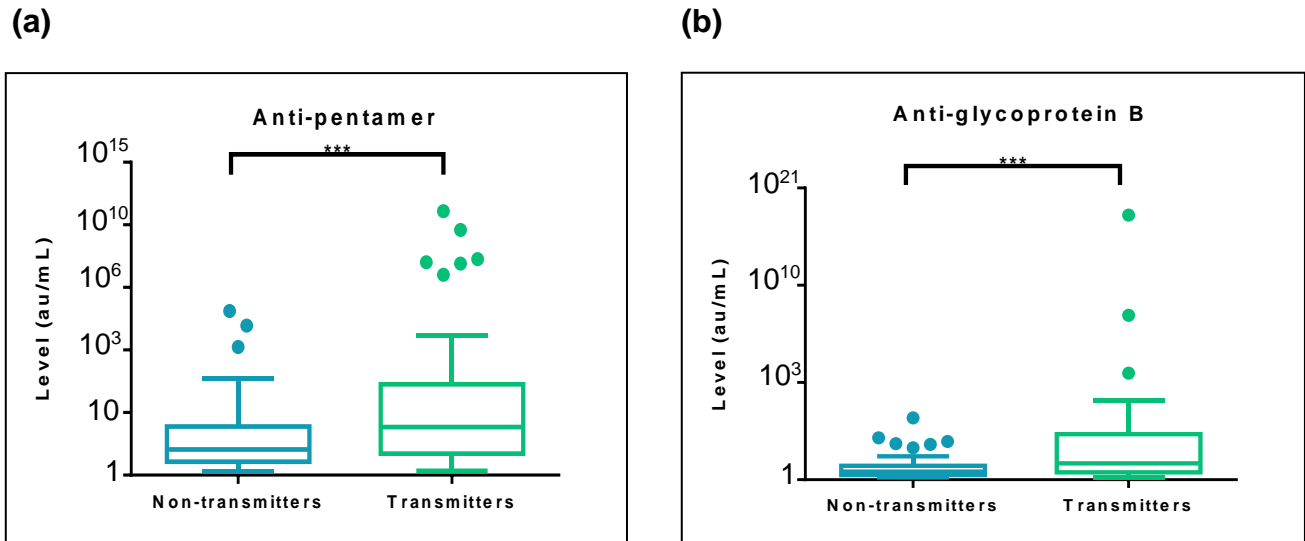 (a)
(b)
Anti-pentamer
***
10^15
10^10
10^6
10^3
10
1
Level (au/mL)
Non-transmitters
Transmitters
Anti-glycoprotein B
***
10^21
10^10
10^3
1
Level (au/mL)
Non-transmitters
Transmitters